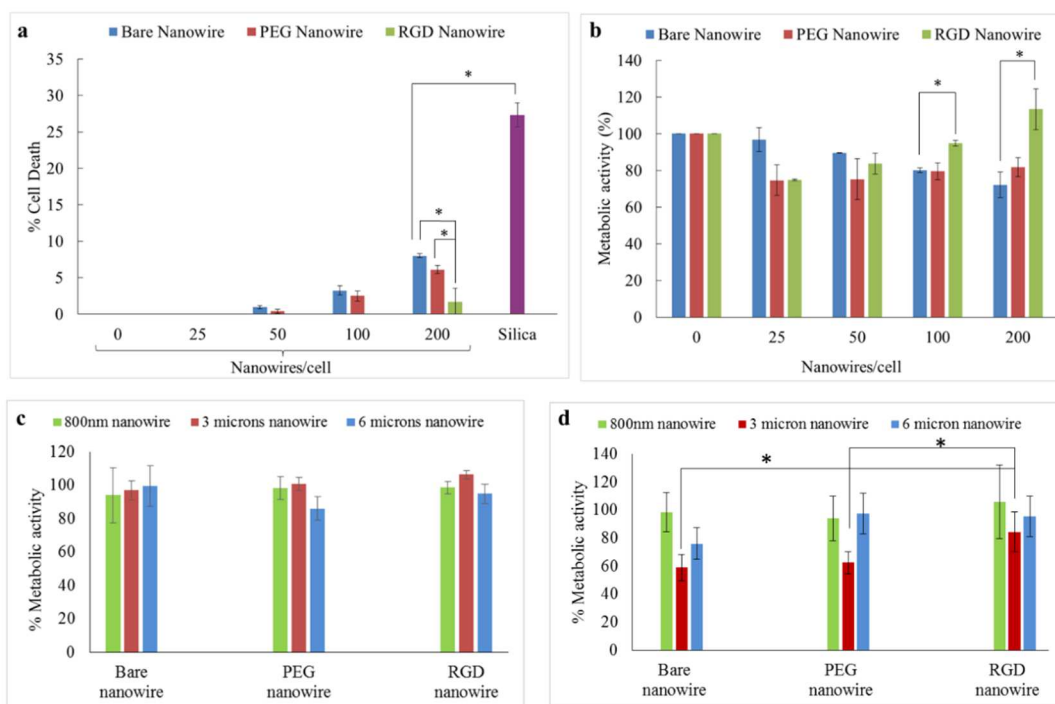 a
Bare Nanowire PEG Nanowire RGD Nanowire
% Cell Death
35
30
25
20
15
10
5
0
*
*
*
0 25 50 100 200 Silica
Nanowires/cell
b
Bare Nanowire PEG Nanowire RGD Nanowire
Metabolic activity (%)
140
120
100
80
60
40
20
0
*
*
0 25 50 100 200
Nanowires/cell
c
800nm nanowire 3 microns nanowire 6 microns nanowire
% Metabolic activity
120
100
80
60
40
20
0
Bare PEG RGD
nanowire nanowire nanowire
d
800nm nanowire 3 micron nanowire 6 micron nanowire
% Metabolic activity
140
120
100
80
60
40
20
0
*
*
Bare PEG RGD
nanowire nanowire nanowire